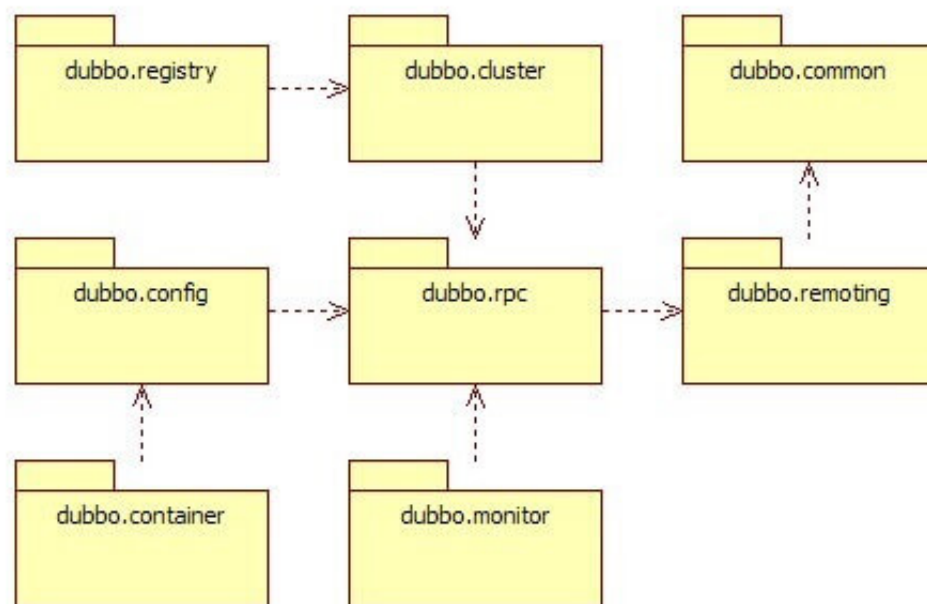 dubbo.registry
dubbo.cluster
dubbo.common
dubbo.config
dubbo.rpc
dubbo.remoting
dubbo.container
dubbo.monitor